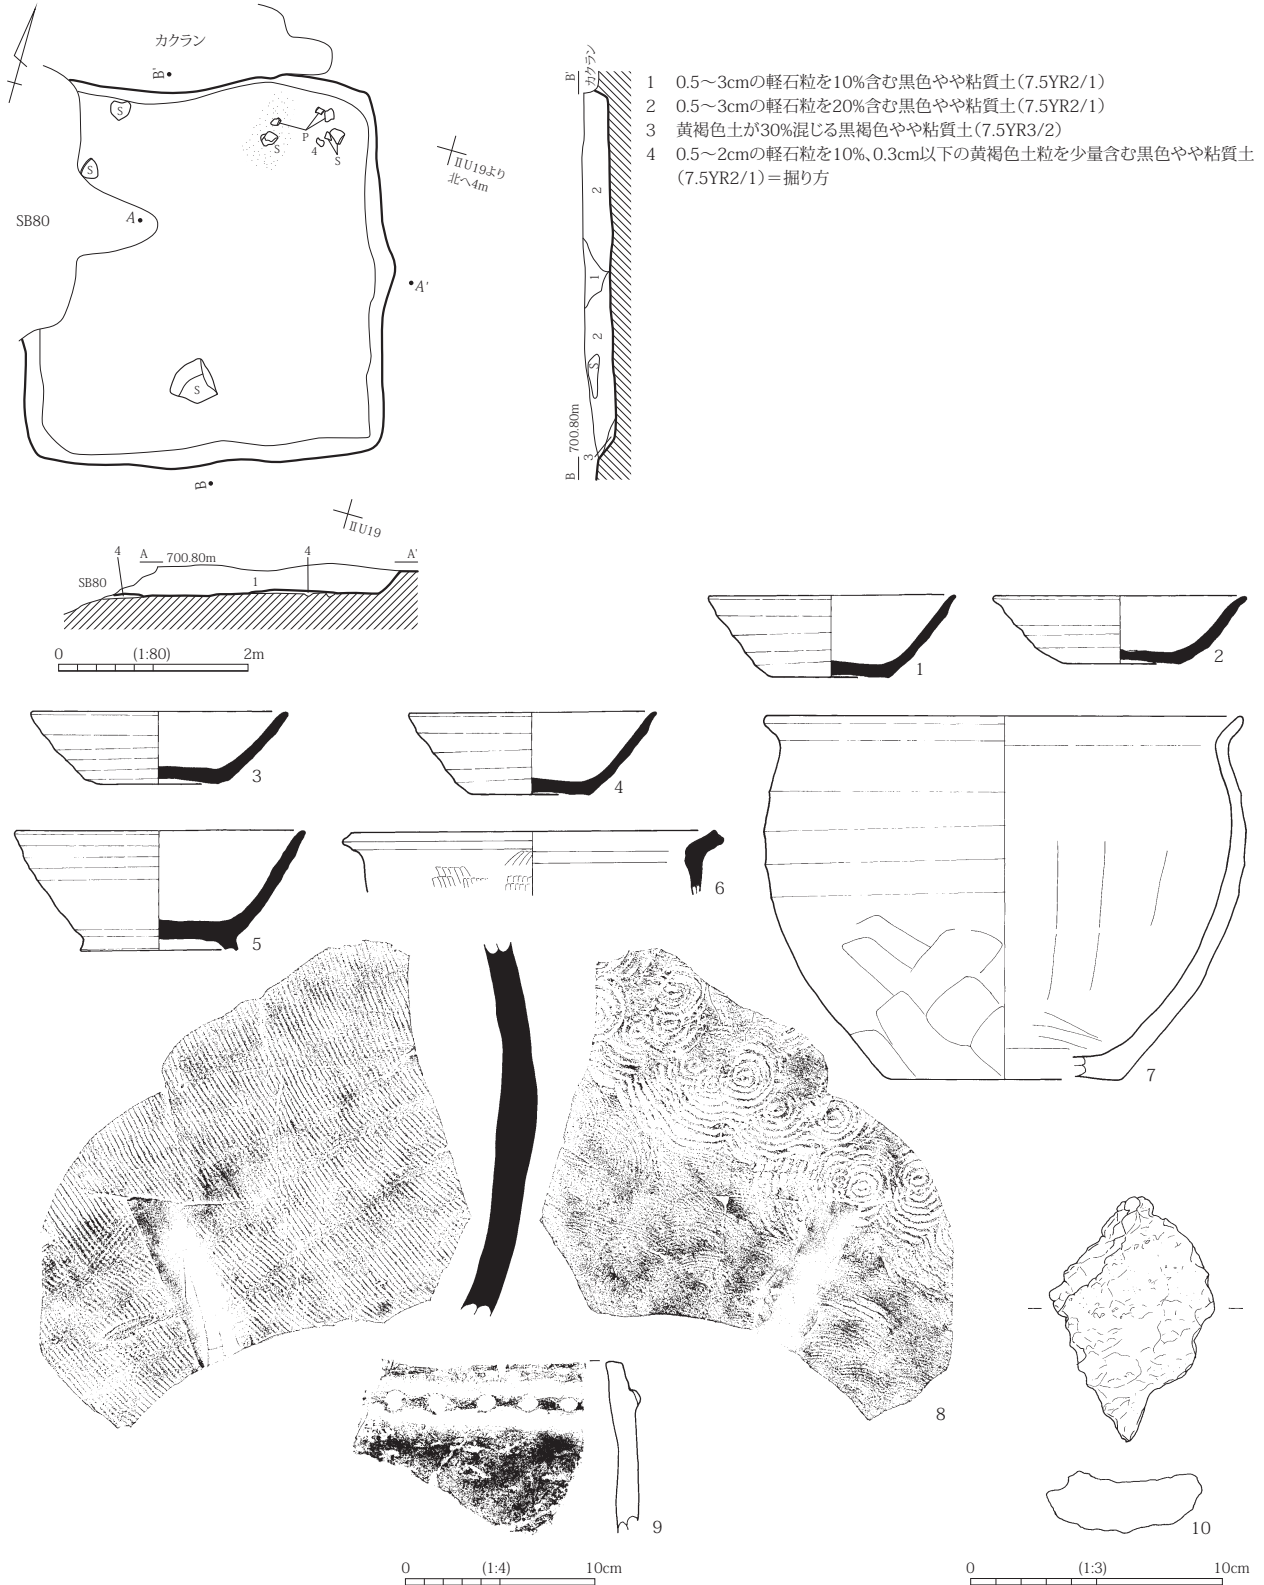 カクラン
B'
S
P
S
4
S
S
ⅡU19より
北へ4m
SB80
A
A'
S
B
ⅡU19
カクラン
B'
2
1
2
S
700.80m
3
B
1 0.5～3cmの軽石粒を10%含む黒色やや粘質土（7.5YR2/1）
2 0.5～3cmの軽石粒を20%含む黒色やや粘質土（7.5YR2/1）
3 黄褐色土が30%混じる黒褐色やや粘質土（7.5YR3/2）
4 0.5～2cmの軽石粒を10%、0.3cm以下の黄褐色土粒を少量含む黒色やや粘質土
（7.5YR2/1）＝掘り方
4 A 700.80m 4 A'
SB80 1
0 (1:80) 2m
1
2
3
4
5
6
7
8
9
10
0 (1:4) 10cm
0 (1:3) 10cm